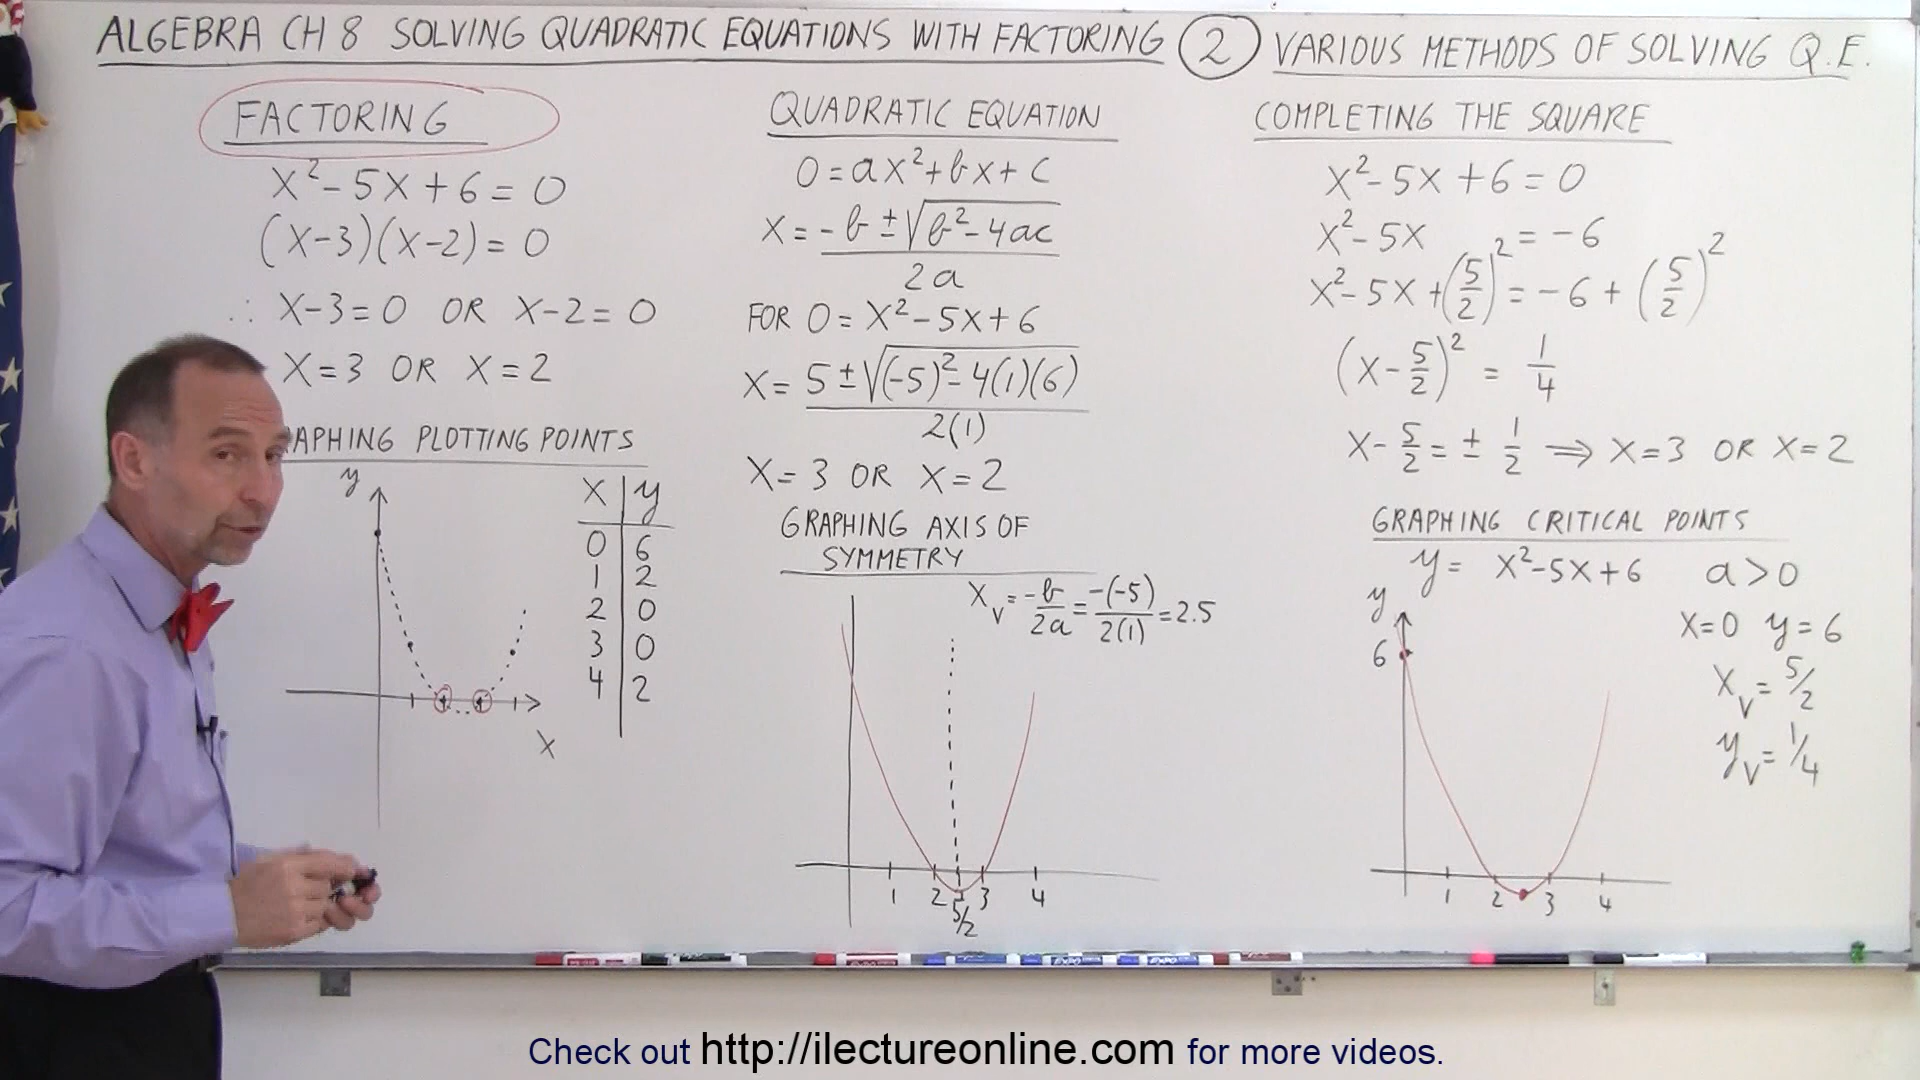 ALGEBRA CH 8 SOLVING QUADRATIC EQUATIONS WITH FACTORING ② VARIOUS METHODS OF SOLVING Q.E.
FACTORING
x²-5x+6=0
(x-3)(x-2)=0
∴ x-3=0 OR x-2=0
x=3 OR x=2
APHING PLOTTING POINTS
y
x
x | y
0 | 6
1 | 2
2 | 0
3 | 0
4 | 2
QUADRATIC EQUATION
0=ax²+bx+c
x=(-b±√(b²-4ac))/(2a)
FOR 0=x²-5x+6
x=(5±√((-5)²-4(1)(6)))/(2(1))
x=3 OR x=2
GRAPHING AXIS OF
SYMMETRY
x_v=-b/2a=-(-5)/2(1)=2.5
1 2 5/2 3 4
COMPLETING THE SQUARE
x²-5x+6=0
x²-5x =-6
x²-5x+(5/2)²=-6+(5/2)²
(x-5/2)²=1/4
x-5/2=±1/2 ⇒ x=3 OR x=2
GRAPHING CRITICAL POINTS
y= x²-5x+6 a>0
y
6
x=0 y=6
x_v=5/2
y_v=1/4
1 2 3 4
Check out http://ilectureonline.com for more videos.